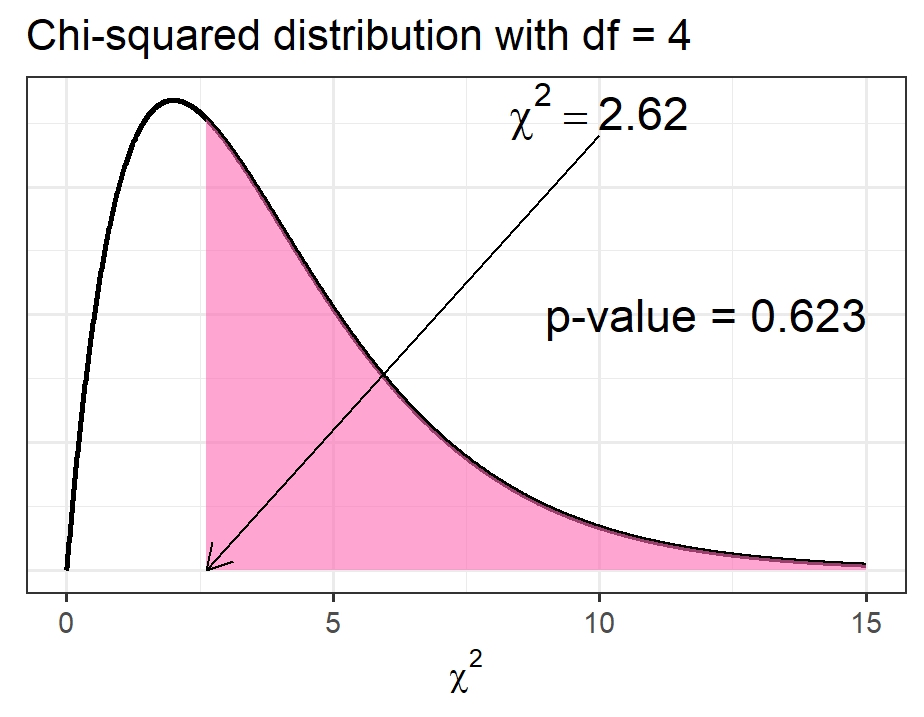 Chi-squared distribution with df = 4
χ² = 2.62
p-value = 0.623
0 5 10 15
χ²